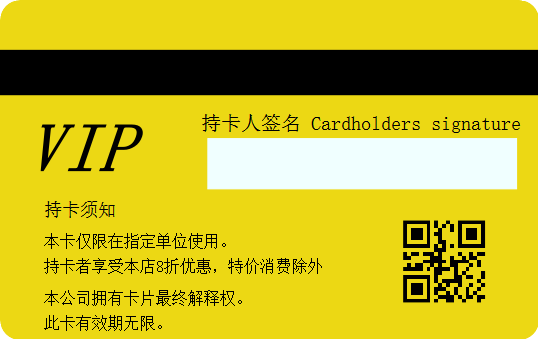 持卡人签名 Cardholders signature
VIP
持卡须知
本卡仅限在指定单位使用。
持卡者享受本店8折优惠，特价消费除外
本公司拥有卡片最终解释权。
此卡有效期无限。